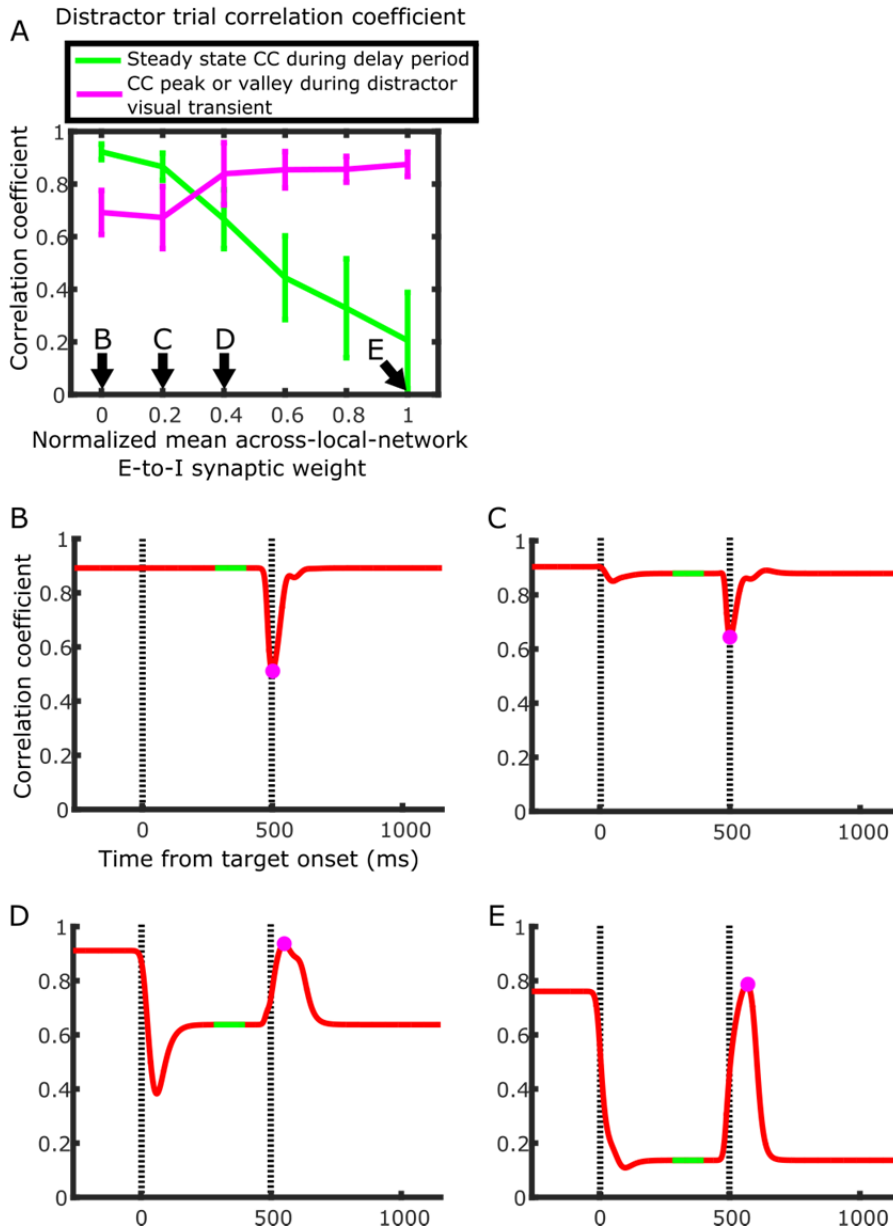 Distractor trial correlation coefficient
A
Steady state CC during delay period
CC peak or valley during distractor
visual transient
Correlation coefficient
1
0.8
0.6
0.4
0.2
0
B C D E
0 0.2 0.4 0.6 0.8 1
Normalized mean across-local-network
E-to-I synaptic weight
B
Correlation coefficient
1
0.8
0.6
0.4
0.2
0
0 500 1000
Time from target onset (ms)
C
1
0.8
0.6
0.4
0.2
0
0 500 1000
D
1
0.8
0.6
0.4
0.2
0
0 500 1000
E
1
0.8
0.6
0.4
0.2
0
0 500 1000